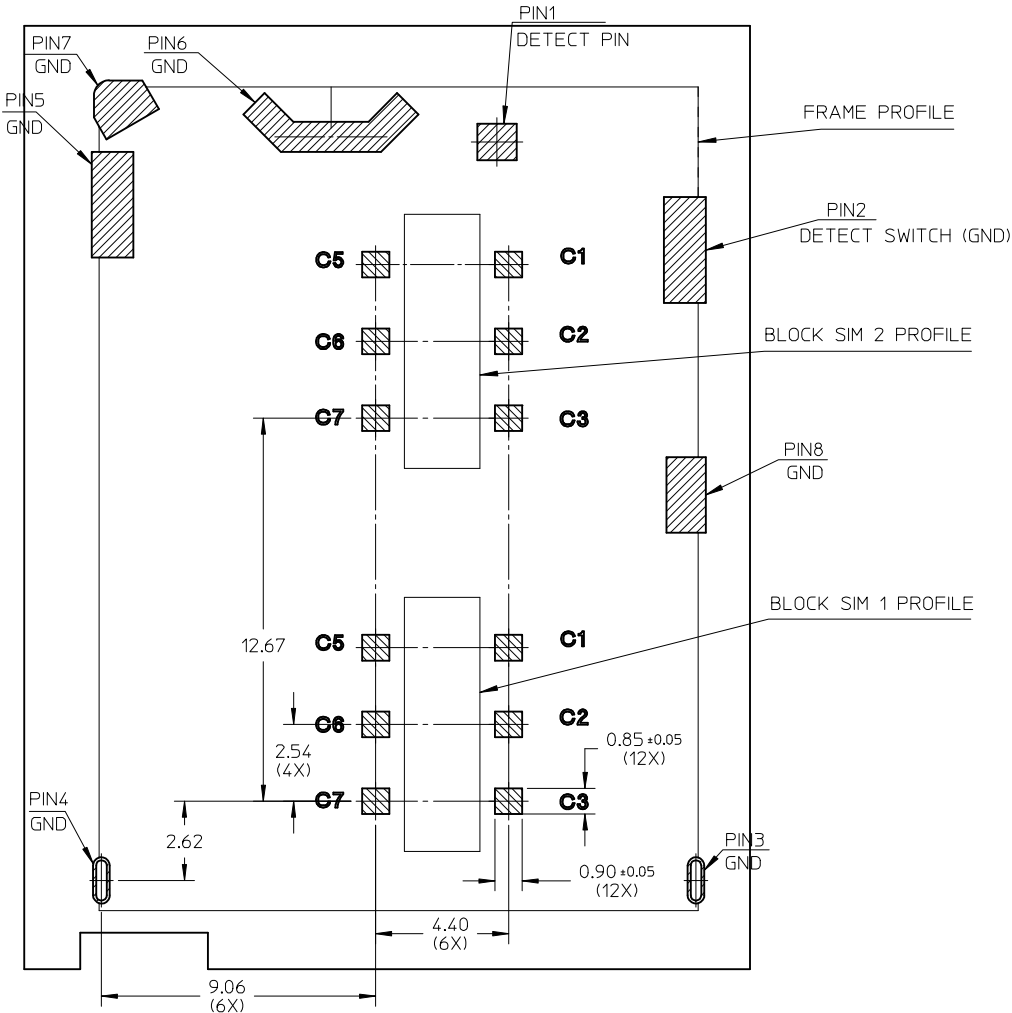 PIN1
DETECT PIN
PIN7
GND
PIN6
GND
PIN5
GND
FRAME PROFILE
PIN2
DETECT SWITCH (GND)
C5
C1
C6
C2
BLOCK SIM 2 PROFILE
C7
C3
PIN8
GND
BLOCK SIM 1 PROFILE
12.67
C5
C1
C6
C2
2.54
(4X)
0.85 ±0.05
(12X)
C7
C3
PIN4
GND
2.62
PIN3
GND
0.90 ±0.05
(12X)
4.40
(6X)
9.06
(6X)